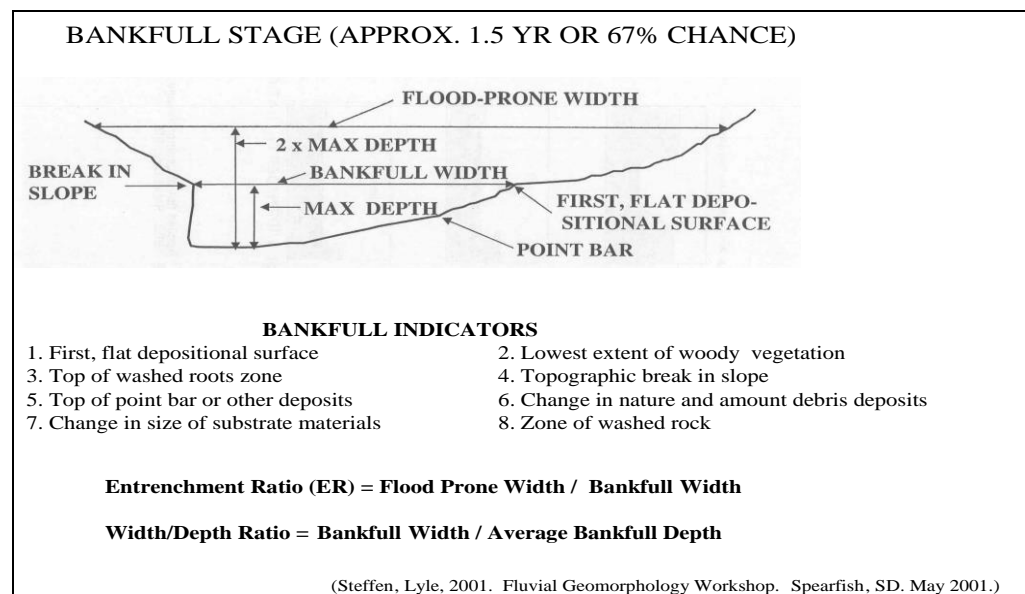 BANKFULL STAGE (APPROX. 1.5 YR OR 67% CHANCE)
FLOOD-PRONE WIDTH
2 x MAX DEPTH
BREAK IN
SLOPE
BANKFULL WIDTH
MAX DEPTH
FIRST, FLAT DEPO-
SITIONAL SURFACE
POINT BAR
BANKFULL INDICATORS
1. First, flat depositional surface
2. Lowest extent of woody vegetation
3. Top of washed roots zone
4. Topographic break in slope
5. Top of point bar or other deposits
6. Change in nature and amount debris deposits
7. Change in size of substrate materials
8. Zone of washed rock
Entrenchment Ratio (ER) = Flood Prone Width / Bankfull Width
Width/Depth Ratio = Bankfull Width / Average Bankfull Depth
(Steffen, Lyle, 2001. Fluvial Geomorphology Workshop. Spearfish, SD. May 2001.)